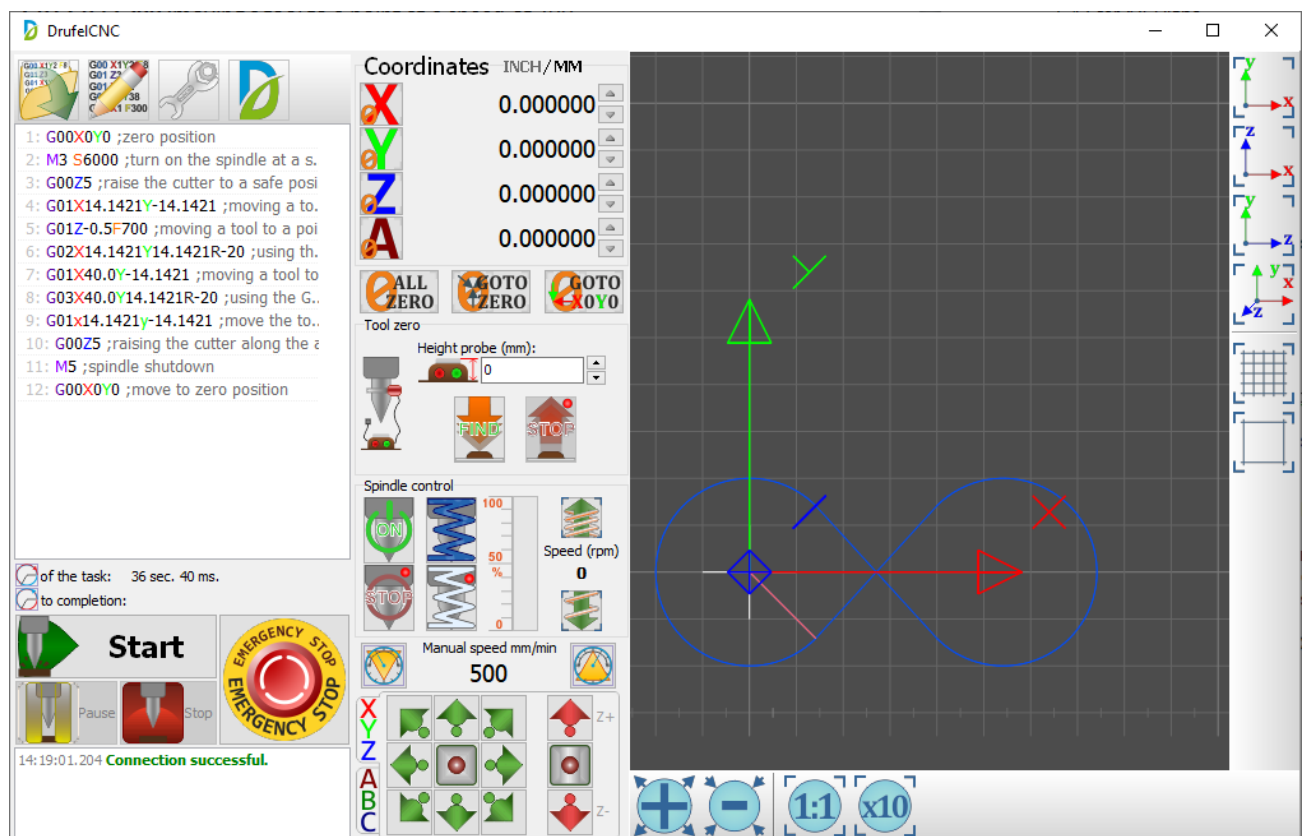 DrufelCNC
1: G00X0Y0 ;zero position
2: M3 S6000 ;turn on the spindle at a s.
3: G00Z5 ;raise the cutter to a safe posi
4: G01X14.1421Y-14.1421 ;moving a to.
5: G01Z-0.5F700 ;moving a tool to a poi
6: G02X14.1421Y14.1421R-20 ;using th.
7: G01X40.0Y-14.1421 ;moving a tool to
8: G03X40.0Y14.1421R-20 ;using the G..
9: G01x14.1421y-14.1421 ;move the to..
10: G00Z5 ;raising the cutter along the a
11: M5 ;spindle shutdown
12: G00X0Y0 ;move to zero position
of the task: 36 sec. 40 ms.
to completion:
Start
Pause
Stop
EMERGENCY STOP
EMERGENCY STOP
14:19:01.204 Connection successful.
Coordinates INCH/MM
X 0.000000
Y 0.000000
Z 0.000000
A 0.000000
ALL ZERO
GOTO ZERO
GOTO X0Y0
Tool zero
Height probe (mm):
0
FIND
STOP
Spindle control
ON
STOP
100
50
%
0
Speed (rpm)
0
Manual speed mm/min
500
X
Y
Z
A
B
C
Z+
Z-
Y
X
y
x
z
x
y
z
y
x
z
1:1
x10